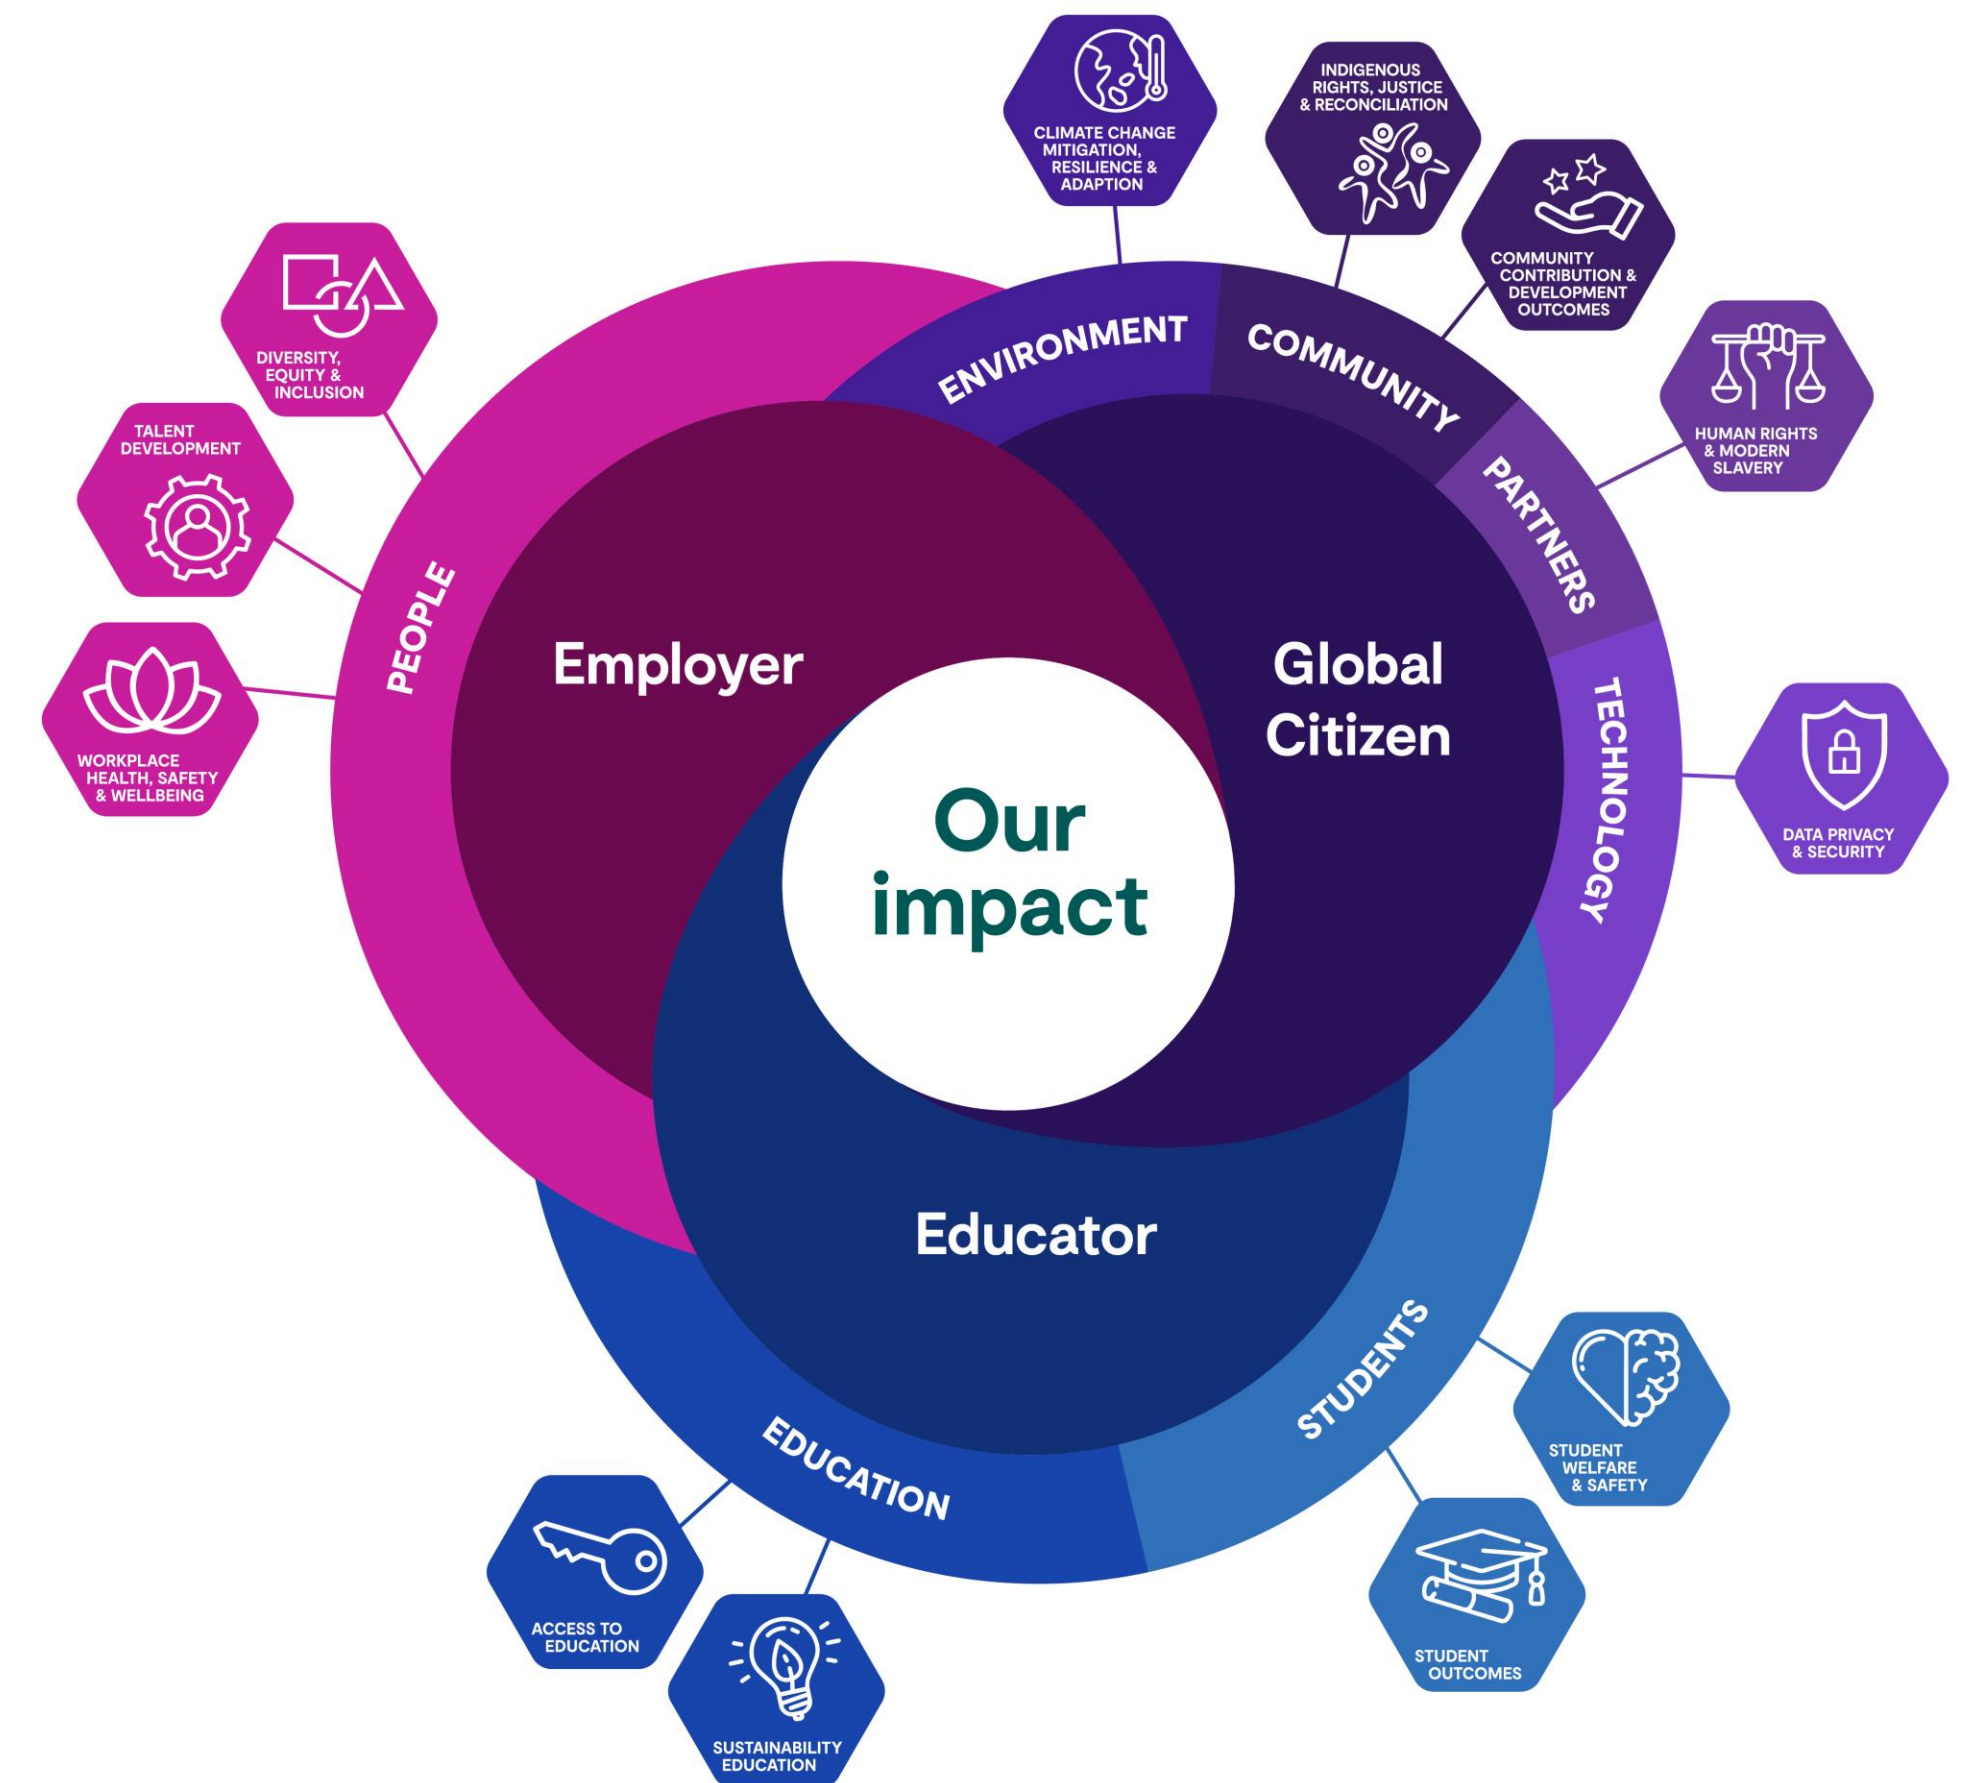 CLIMATE CHANGE
MITIGATION,
RESILIENCE &
ADAPTION
INDIGENOUS
RIGHTS, JUSTICE
& RECONCILIATION
COMMUNITY
CONTRIBUTION &
DEVELOPMENT
OUTCOMES
HUMAN RIGHTS
& MODERN
SLAVERY
DATA PRIVACY
& SECURITY
DIVERSITY,
EQUITY &
INCLUSION
TALENT
DEVELOPMENT
WORKPLACE
HEALTH, SAFETY
& WELLBEING
PEOPLE
ENVIRONMENT
COMMUNITY
PARTNERS
TECHNOLOGY
Employer
Global
Citizen
Our
impact
Educator
STUDENTS
EDUCATION
STUDENT
WELFARE
& SAFETY
STUDENT
OUTCOMES
ACCESS TO
EDUCATION
SUSTAINABILITY
EDUCATION